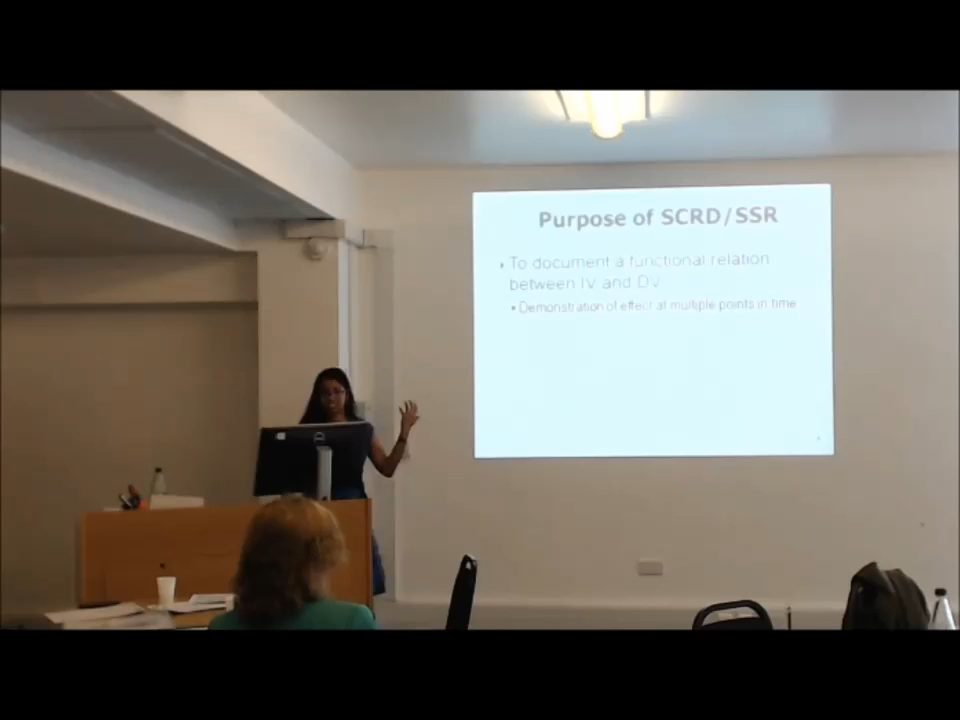 Purpose of SCRD/SSR
To document a functional relation
between IV and DV
Demonstration of effect at multiple points in time